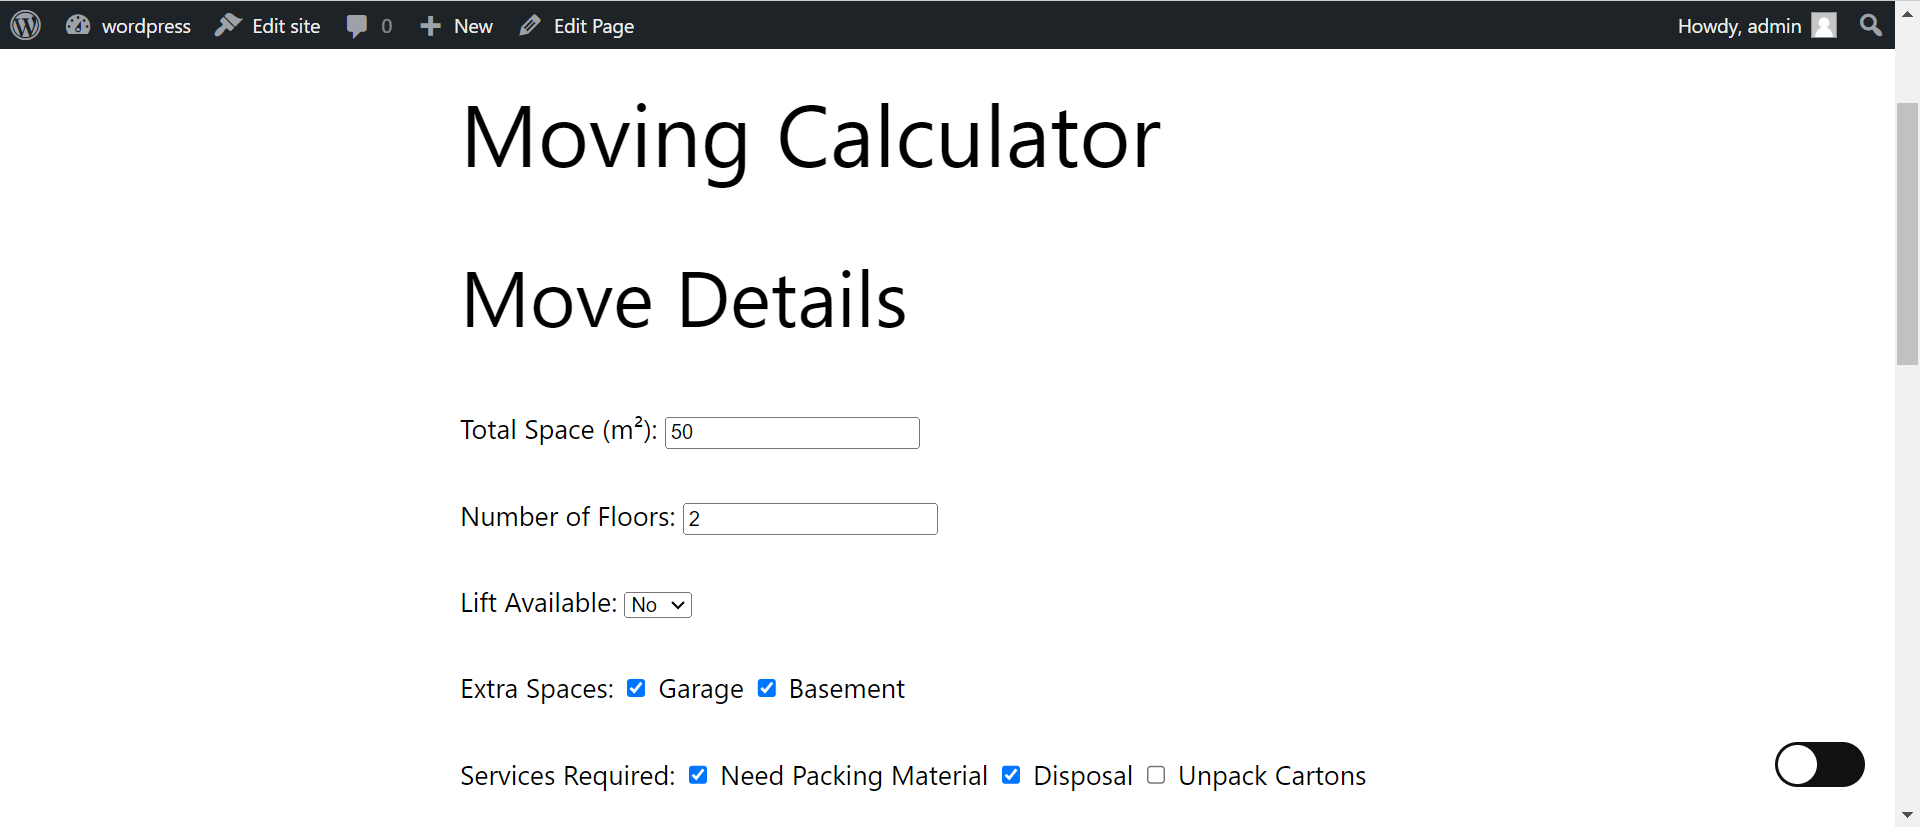 wordpress Edit site 0 New Edit Page Howdy, admin
Moving Calculator
Move Details
Total Space (m²): 50
Number of Floors: 2
Lift Available: No
Extra Spaces: Garage Basement
Services Required: Need Packing Material Disposal Unpack Cartons